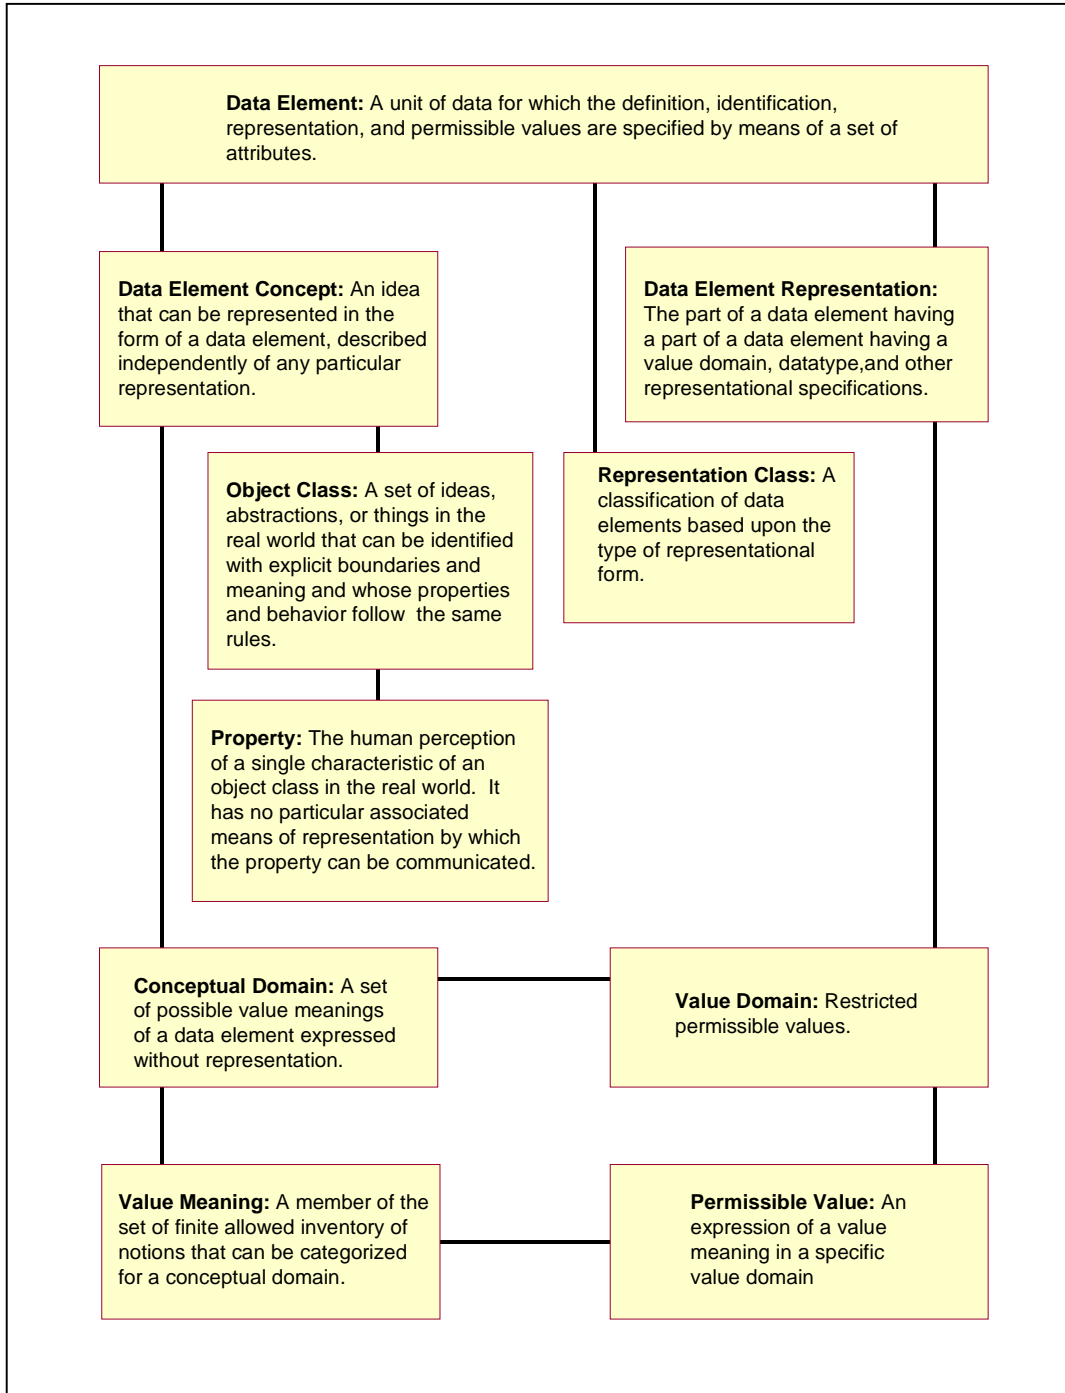 Data Element: A unit of data for which the definition, identification,
representation, and permissible values are specified by means of a set of
attributes.
Data Element Concept: An idea
that can be represented in the
form of a data element, described
independently of any particular
representation.
Data Element Representation:
The part of a data element having
a part of a data element having a
value domain, datatype,and other
representational specifications.
Object Class: A set of ideas,
abstractions, or things in the
real world that can be identified
with explicit boundaries and
meaning and whose properties
and behavior follow  the same
rules.
Representation Class: A
classification of data
elements based upon the
type of representational
form.
Property: The human perception
of a single characteristic of an
object class in the real world.  It
has no particular associated
means of representation by which
the property can be communicated.
Conceptual Domain: A set
of possible value meanings
of a data element expressed
without representation.
Value Domain: Restricted
permissible values.
Value Meaning: A member of the
set of finite allowed inventory of
notions that can be categorized
for a conceptual domain.
Permissible Value: An
expression of a value
meaning in a specific
value domain